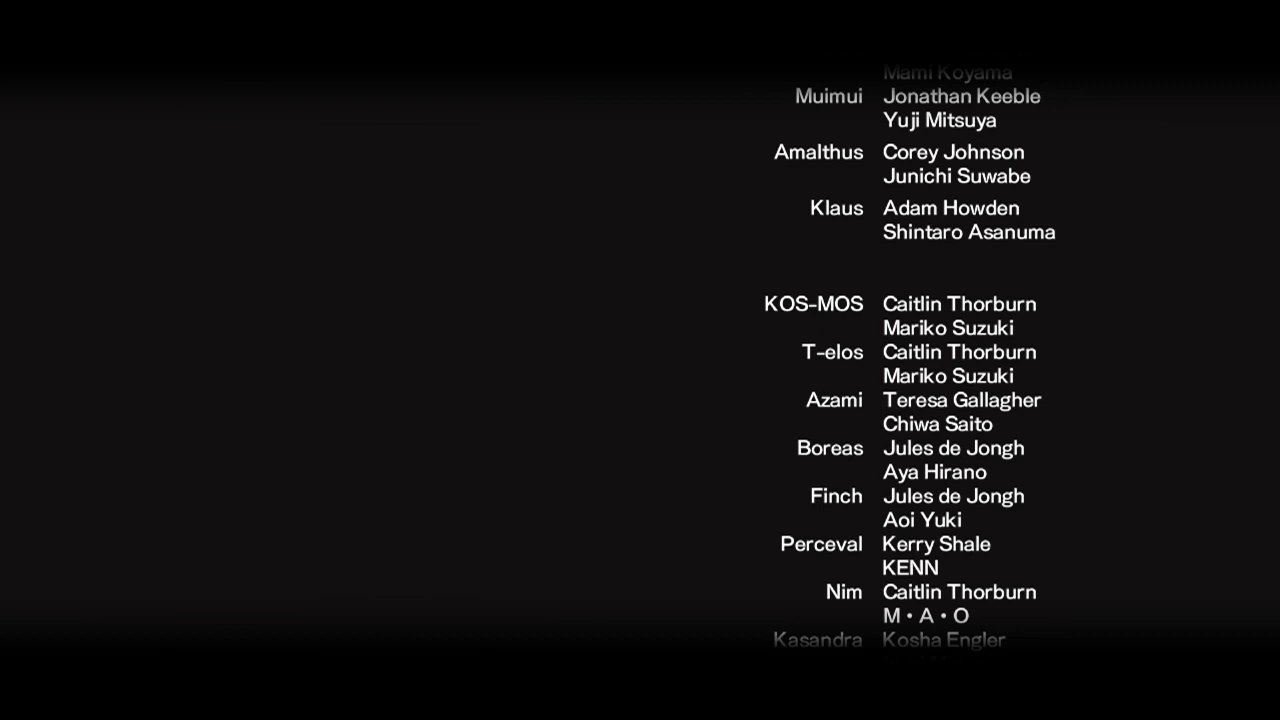 Mami Koyama
Muimui Jonathan Keeble
Yuji Mitsuya
Amalthus Corey Johnson
Junichi Suwabe
Klaus Adam Howden
Shintaro Asanuma
KOS-MOS Caitlin Thorburn
Mariko Suzuki
T-elos Caitlin Thorburn
Mariko Suzuki
Azami Teresa Gallagher
Chiwa Saito
Boreas Jules de Jongh
Aya Hirano
Finch Jules de Jongh
Aoi Yuki
Perceval Kerry Shale
KENN
Nim Caitlin Thorburn
M・A・O
Kasandra Kosha Engler